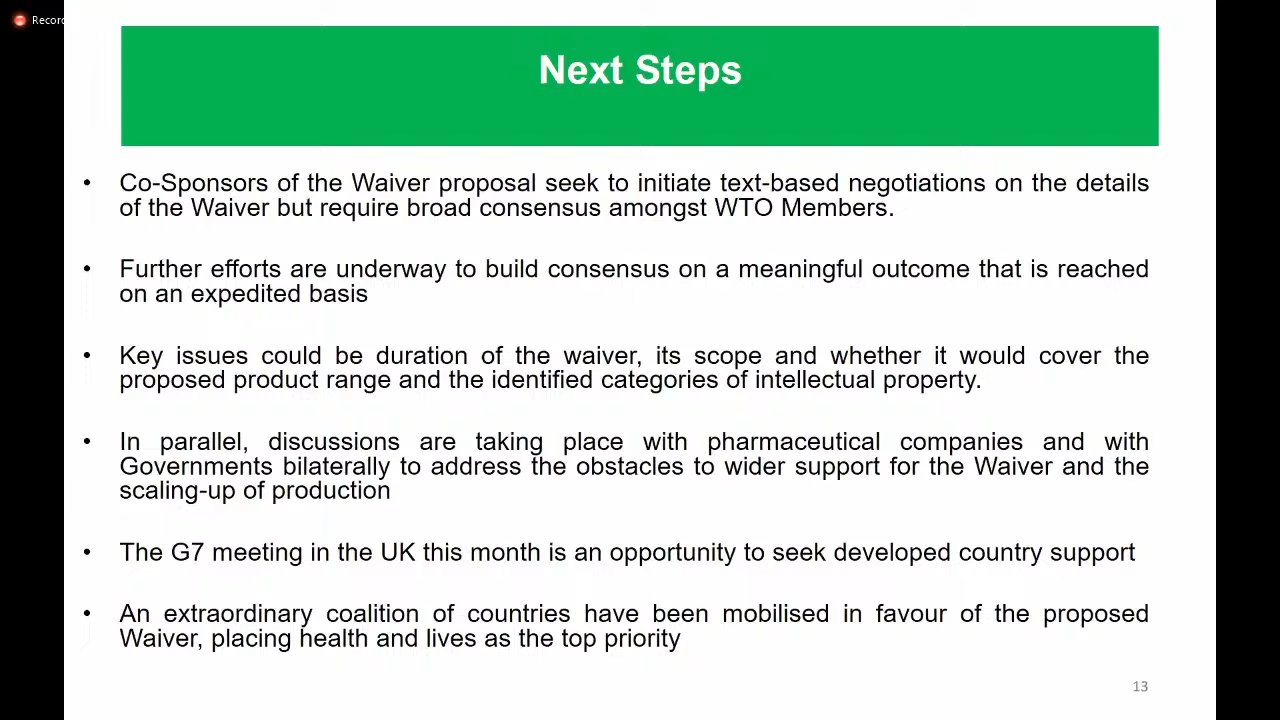 Recor
Next Steps
• Co-Sponsors of the Waiver proposal seek to initiate text-based negotiations on the details
of the Waiver but require broad consensus amongst WTO Members.
• Further efforts are underway to build consensus on a meaningful outcome that is reached
on an expedited basis
• Key issues could be duration of the waiver, its scope and whether it would cover the
proposed product range and the identified categories of intellectual property.
• In parallel, discussions are taking place with pharmaceutical companies and with
Governments bilaterally to address the obstacles to wider support for the Waiver and the
scaling-up of production
• The G7 meeting in the UK this month is an opportunity to seek developed country support
• An extraordinary coalition of countries have been mobilised in favour of the proposed
Waiver, placing health and lives as the top priority
13